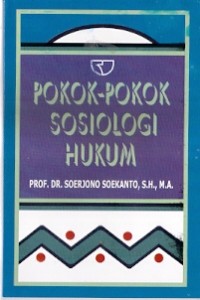 POKOK-POKOK
SOSIOLOGI
HUKUM
PROF. DR. SOERJONO SOEKANTO, S.H., M.A.